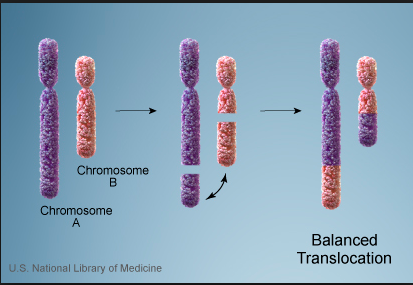 Chromosome
B
Chromosome
A
Balanced
Translocation
U.S. National Library of Medicine